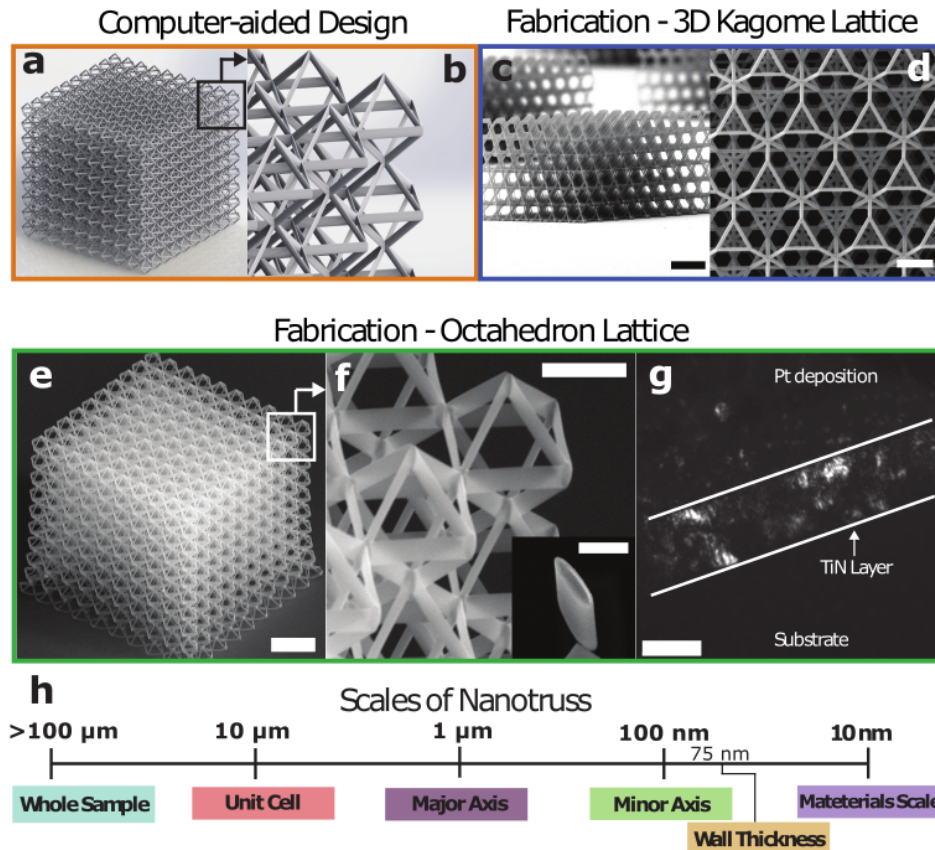 Computer-aided Design
Fabrication - 3D Kagome Lattice
a
b
c
d
Fabrication - Octahedron Lattice
e
f
g
Pt deposition
TiN Layer
Substrate
h
Scales of Nanotruss
>100 µm
10 µm
1 µm
100 nm
10nm
75 nm
Whole Sample
Unit Cell
Major Axis
Minor Axis
Mateterials Scale
Wall Thickness